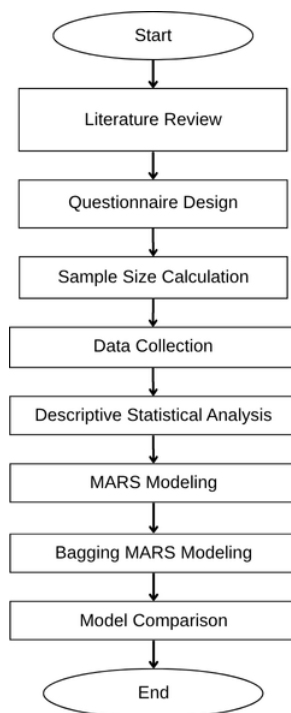 Start
Literature Review
Questionnaire Design
Sample Size Calculation
Data Collection
Descriptive Statistical Analysis
MARS Modeling
Bagging MARS Modeling
Model Comparison
End